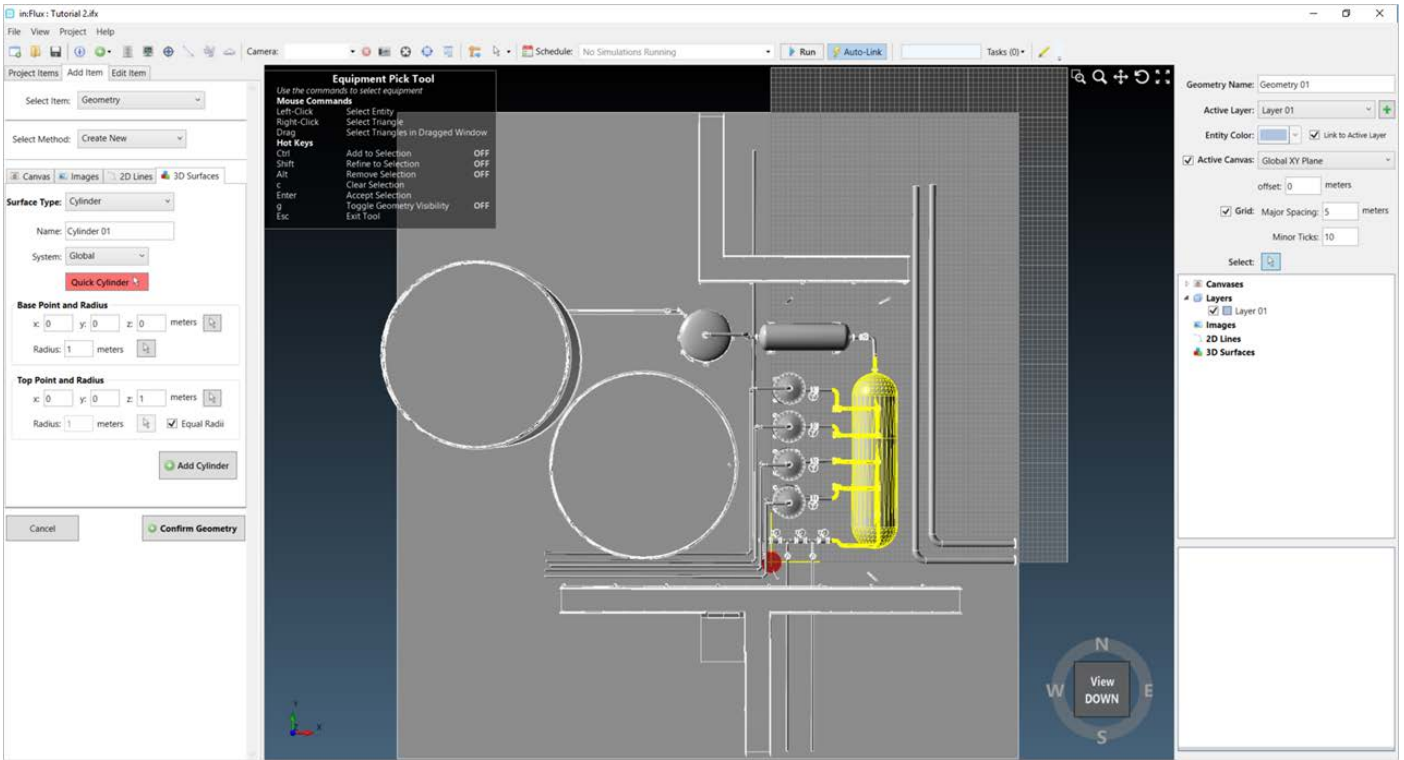 in:Flux : Tutorial 2.ifx
File View Project Help
Camera:
Schedule: No Simulations Running
Run
Auto-Link
Tasks (0)
Project Items Add Item Edit Item
Select Item: Geometry
Select Method: Create New
Canvas Images 2D Lines 3D Surfaces
Surface Type: Cylinder
Name: Cylinder 01
System: Global
Quick Cylinder
Base Point and Radius
x: 0 y: 0 z: 0 meters
Radius: 1 meters
Top Point and Radius
x: 0 y: 0 z: 1 meters
Radius: 1 meters Equal Radii
Add Cylinder
Cancel Confirm Geometry
Equipment Pick Tool
Use the commands to select equipment
Mouse Commands
Left-Click Select Entity
Right-Click Select Triangle
Drag Select Triangles in Dragged Window
Hot Keys
Ctrl Add to Selection OFF
Shift Refine to Selection OFF
Alt Remove Selection OFF
c Clear Selection
Enter Accept Selection
g Toggle Geometry Visibility OFF
Esc Exit Tool
Y
Z X
N
W View DOWN E
S
Geometry Name: Geometry 01
Active Layer: Layer 01
Entity Color: Link to Active Layer
Active Canvas: Global XY Plane
offset: 0 meters
Grid: Major Spacing: 5 meters
Minor Ticks: 10
Select:
Canvases
Layers
Layer 01
Images
2D Lines
3D Surfaces